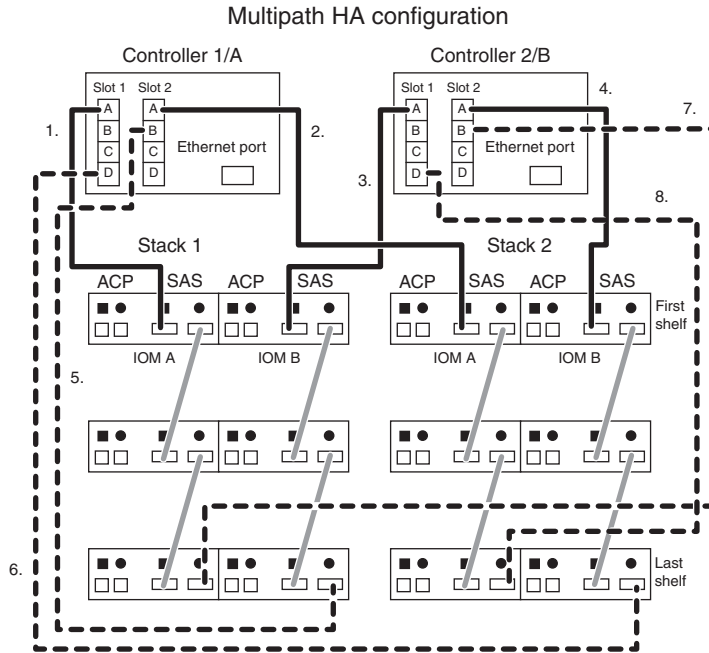 Multipath HA configuration
Controller 1/A
Controller 2/B
Slot 1 Slot 2
A A
B B
C C
D D
Ethernet port
Slot 1 Slot 2
A A
B B
C C
D D
Ethernet port
1.
2.
3.
4.
7.
8.
Stack 1
Stack 2
ACP SAS ACP SAS
ACP SAS ACP SAS
First
shelf
IOM A IOM B
IOM A IOM B
5.
6.
Last
shelf